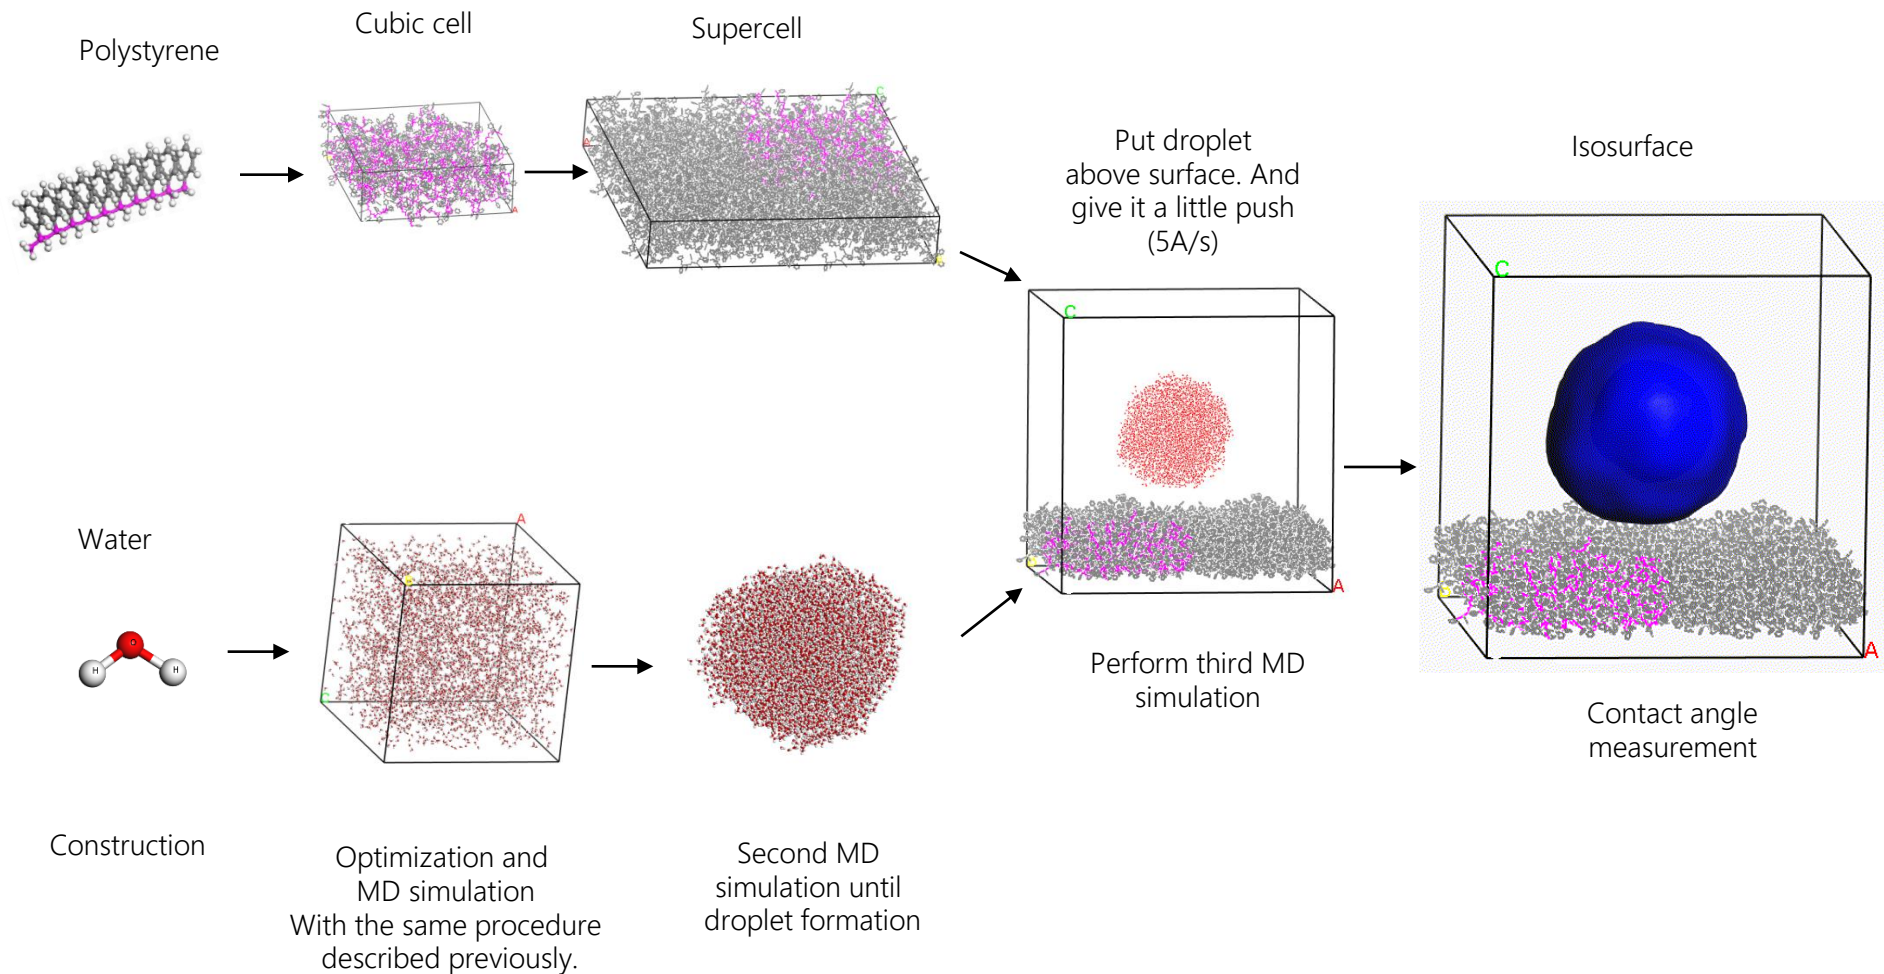 Polystyrene
Cubic cell
Supercell
Put droplet
above surface. And
give it a little push
(5A/s)
Isosurface
C
A
A
C
C
A
Water
O
H
H
A
B
C
Perform third MD
simulation
A
Contact angle
measurement
Construction
Optimization and
MD simulation
With the same procedure
described previously.
Second MD
simulation until
droplet formation